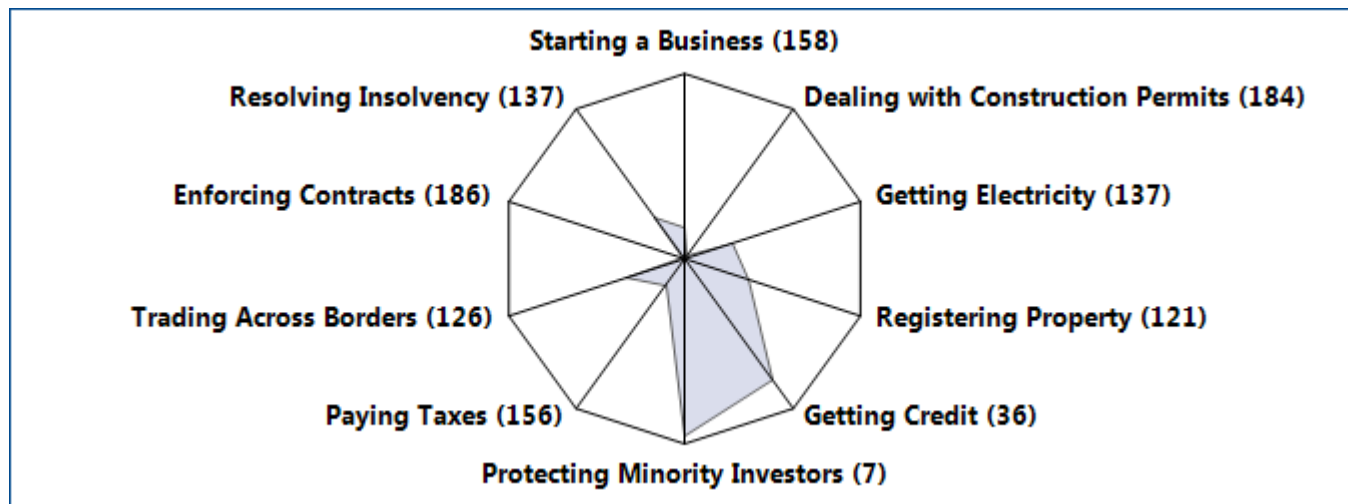 Starting a Business (158)
Resolving Insolvency (137)
Dealing with Construction Permits (184)
Enforcing Contracts (186)
Getting Electricity (137)
Trading Across Borders (126)
Registering Property (121)
Paying Taxes (156)
Getting Credit (36)
Protecting Minority Investors (7)